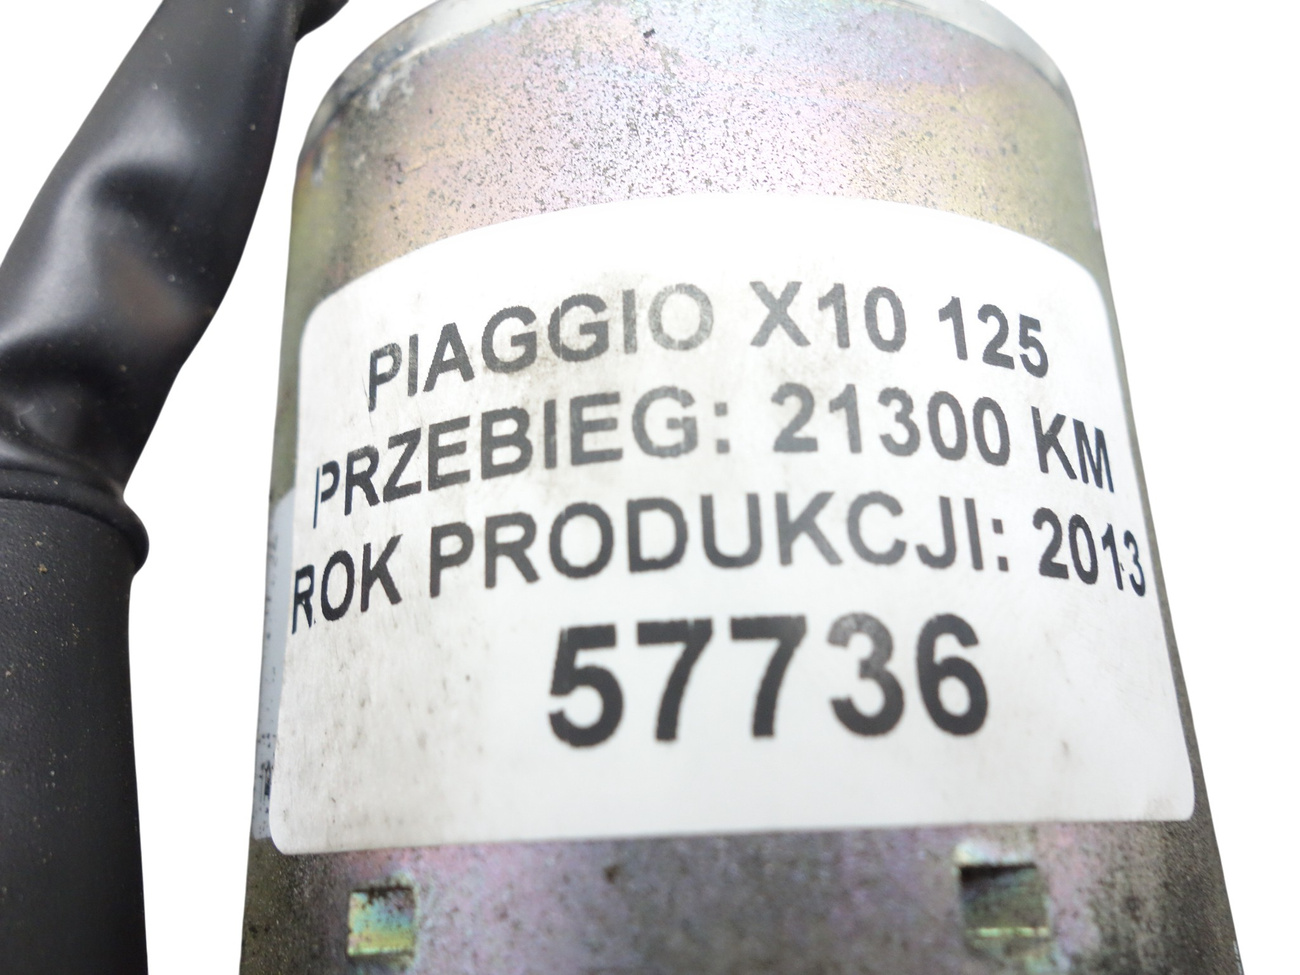 PIAGGIO X10 125
PRZEBIEG: 21300 KM
ROK PRODUKCJI: 2013
57736